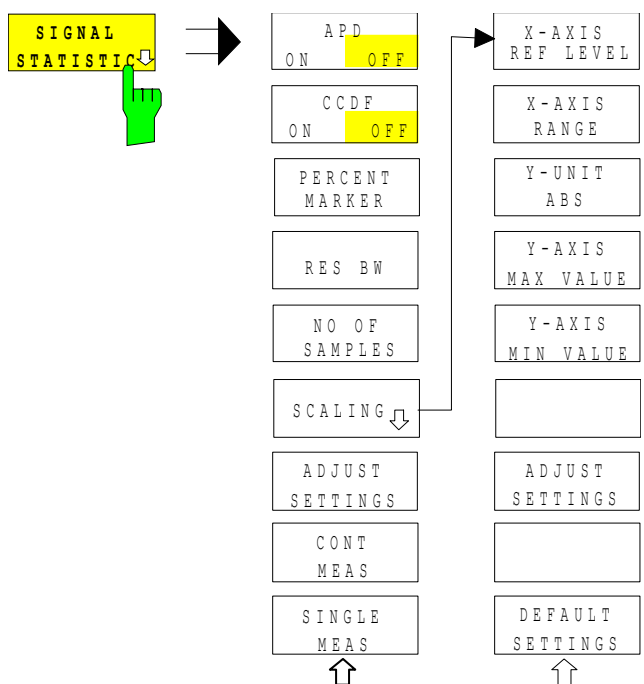 SIGNAL
STATISTIC
APD
ON OFF
CCDF
ON OFF
PERCENT
MARKER
RES BW
NO OF
SAMPLES
SCALING
ADJUST
SETTINGS
CONT
MEAS
SINGLE
MEAS
X-AXIS
REF LEVEL
X-AXIS
RANGE
Y-UNIT
ABS
Y-AXIS
MAX VALUE
Y-AXIS
MIN VALUE
ADJUST
SETTINGS
DEFAULT
SETTINGS